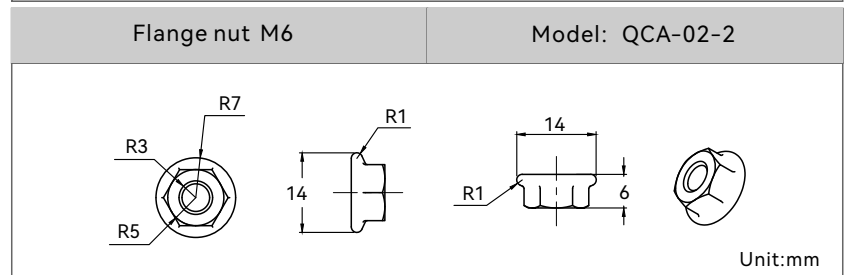 Flange nut M6
Model: QCA-02-2
R7
R3
R5
R1
14
14
R1
6
Unit:mm